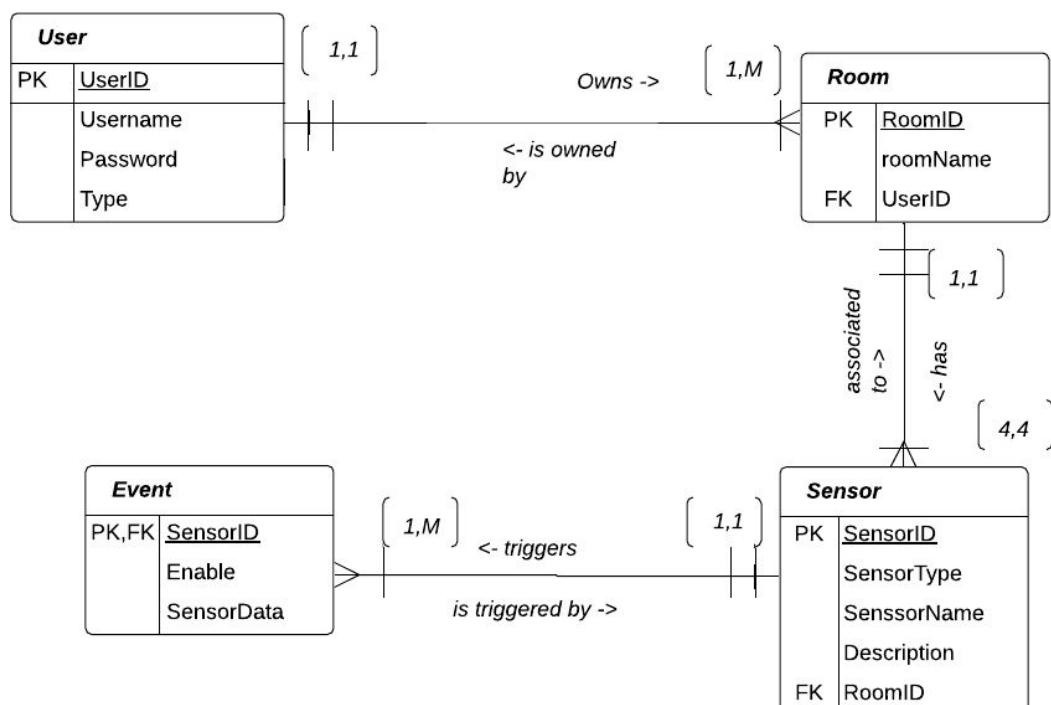 User
PK UserID
Username
Password
Type
1,1
Owns ->
1,M
<- is owned
by
Room
PK RoomID
roomName
FK UserID
1,1
associated
to ->
<- has
4,4
Event
PK,FK SensorID
Enable
SensorData
1,M
<- triggers
is triggered by ->
1,1
Sensor
PK SensorID
SensorType
SenssorName
Description
FK RoomID